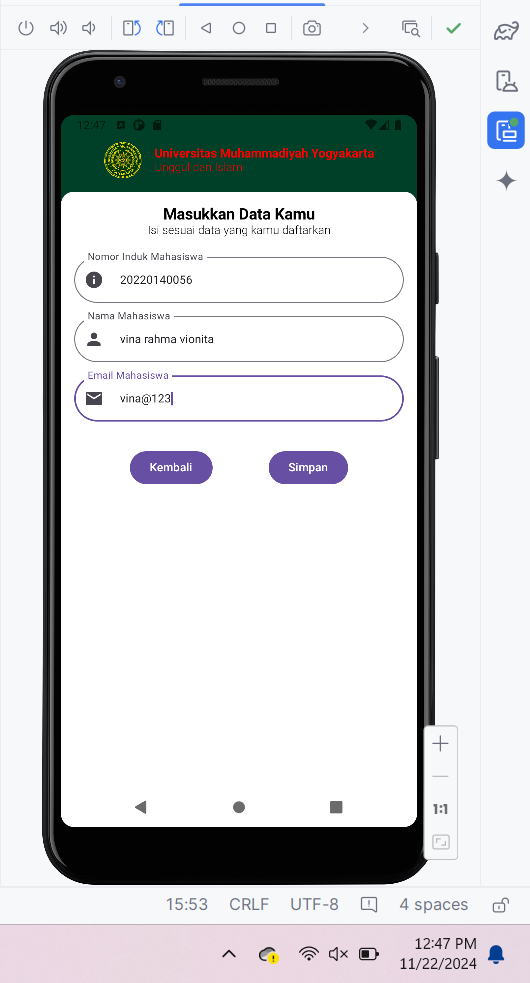 12:47
Universitas Muhammadiyah Yogyakarta
Unggul dan Islam
Masukkan Data Kamu
Isi sesuai data yang kamu daftarkan
Nomor Induk Mahasiswa
20220140056
Nama Mahasiswa
vina rahma vionita
Email Mahasiswa
vina@123
Kembali
Simpan
1:1
15:53
CRLF
UTF-8
4 spaces
12:47 PM
11/22/2024